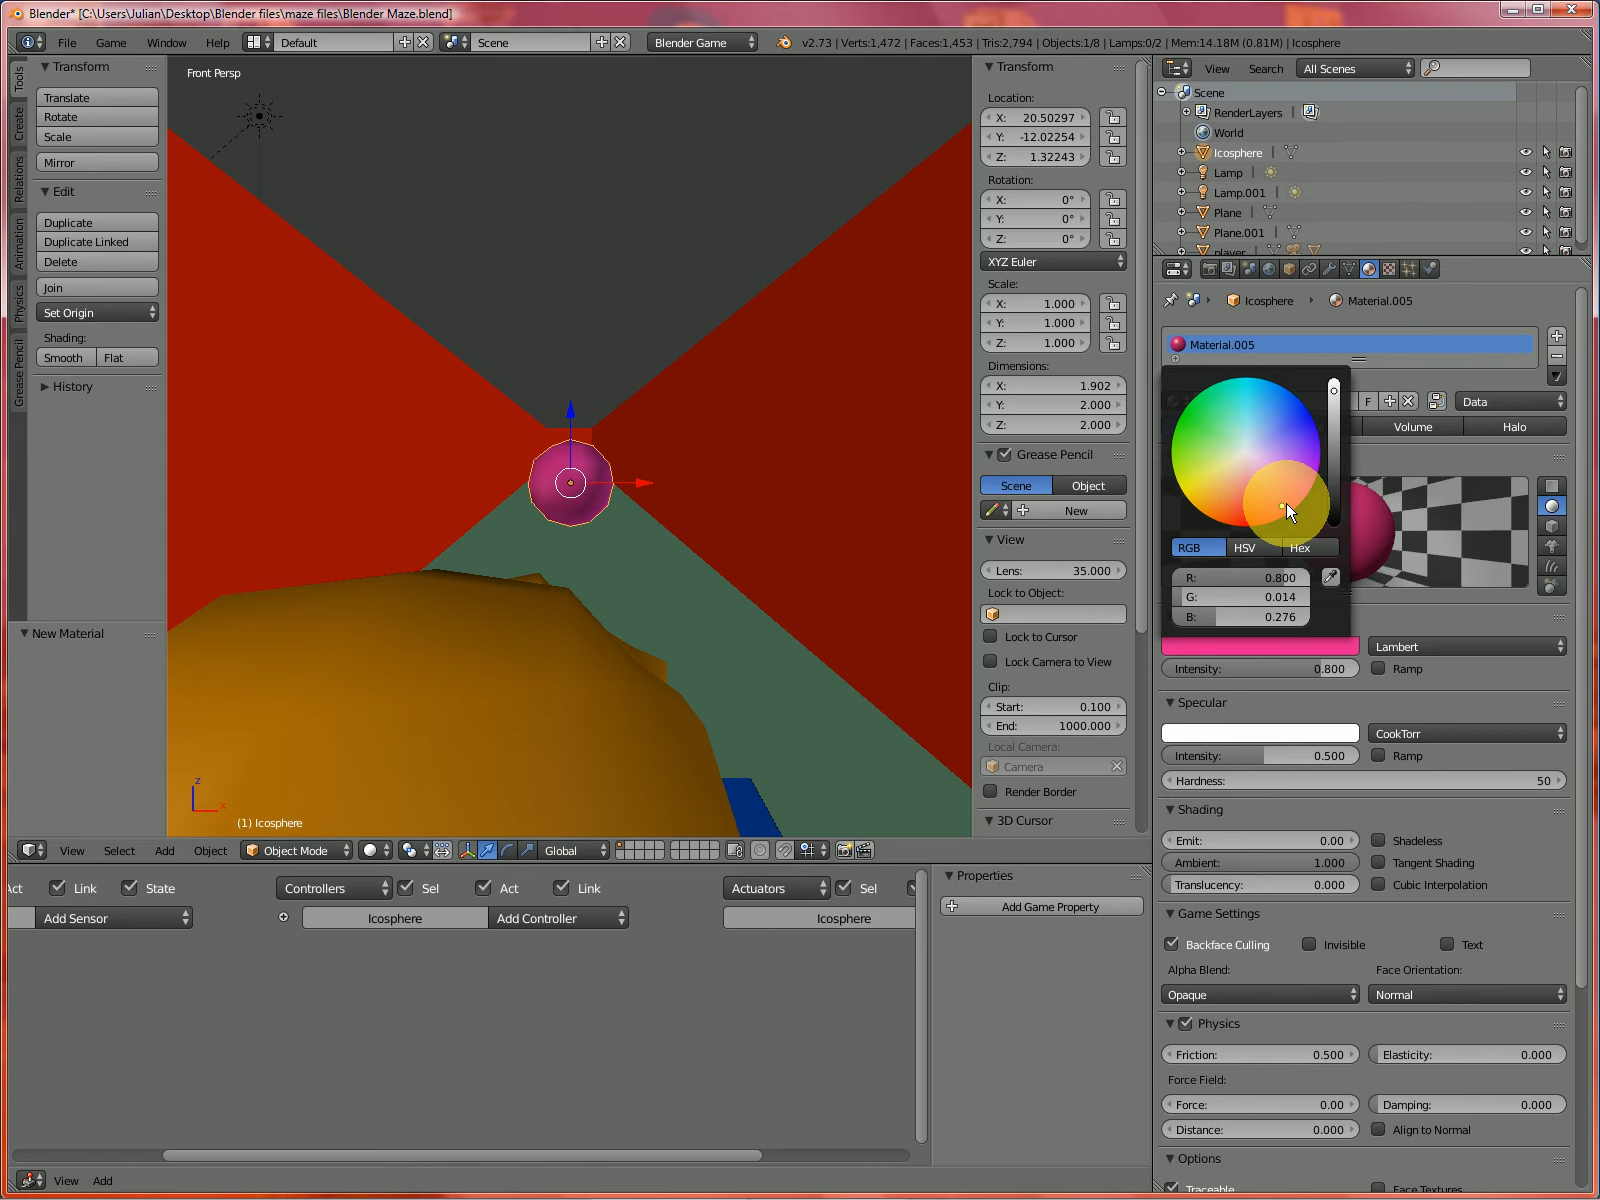 Blender* [C:\Users\Julian\Desktop\Blender files\maze files\Blender Maze.blend]
File Game Window Help Default Scene Blender Game v2.73 | Verts:1,472 | Faces:1,453 | Tris:2,794 | Objects:1/8 | Lamps:0/2 | Mem:14.18M (0.81M) | Icosphere
Tools
Create
Relations
Animation
Physics
Grease Pencil
Transform
Translate
Rotate
Scale
Mirror
Edit
Duplicate
Duplicate Linked
Delete
Join
Set Origin
Shading:
Smooth Flat
History
New Material
Front Persp
z
x
(1) Icosphere
Transform
Location:
X: 20.50297
Y: -12.02254
Z: 1.32243
Rotation:
X: 0°
Y: 0°
Z: 0°
XYZ Euler
Scale:
X: 1.000
Y: 1.000
Z: 1.000
Dimensions:
X: 1.902
Y: 2.000
Z: 2.000
Grease Pencil
Scene Object
New
View
Lens: 35.000
Lock to Object:
Lock to Cursor
Lock Camera to View
Clip:
Start: 0.100
End: 1000.000
Local Camera:
Camera
Render Border
3D Cursor
View Select Add Object Object Mode Global
View Search All Scenes
Scene
RenderLayers
World
Icosphere
Lamp
Lamp.001
Plane
Plane.001
player
Icosphere Material.005
Material.005
F Data
Volume Halo
RGB HSV Hex
R: 0.800
G: 0.014
B: 0.276
Lambert
Intensity: 0.800 Ramp
Specular
CookTorr
Intensity: 0.500 Ramp
Hardness: 50
Shading
Emit: 0.00 Shadeless
Ambient: 1.000 Tangent Shading
Translucency: 0.000 Cubic Interpolation
Game Settings
Backface Culling Invisible Text
Alpha Blend: Face Orientation:
Opaque Normal
Physics
Friction: 0.500 Elasticity: 0.000
Force Field:
Force: 0.00 Damping: 0.000
Distance: 0.000 Align to Normal
Options
Traceable Face Textures
Act Link State Controllers Sel Act Link Actuators Sel
Add Sensor Icosphere Add Controller Icosphere
Properties
Add Game Property
View Add